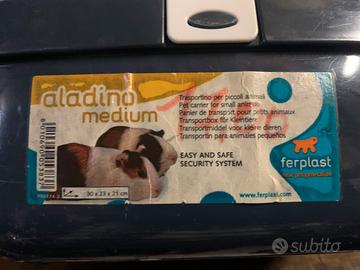 aladino
medium
Trasportino per piccoli animali
Pet carrier for small animals
Panier de transport pour petits animaux
Transportbox für Kleintiere
Transportmiddel voor kleine dieren
Transportín para animales pequeños
EASY AND SAFE
SECURITY SYSTEM
ferplast
30 x 23 x 21 cm
www.ferplast.com
subito